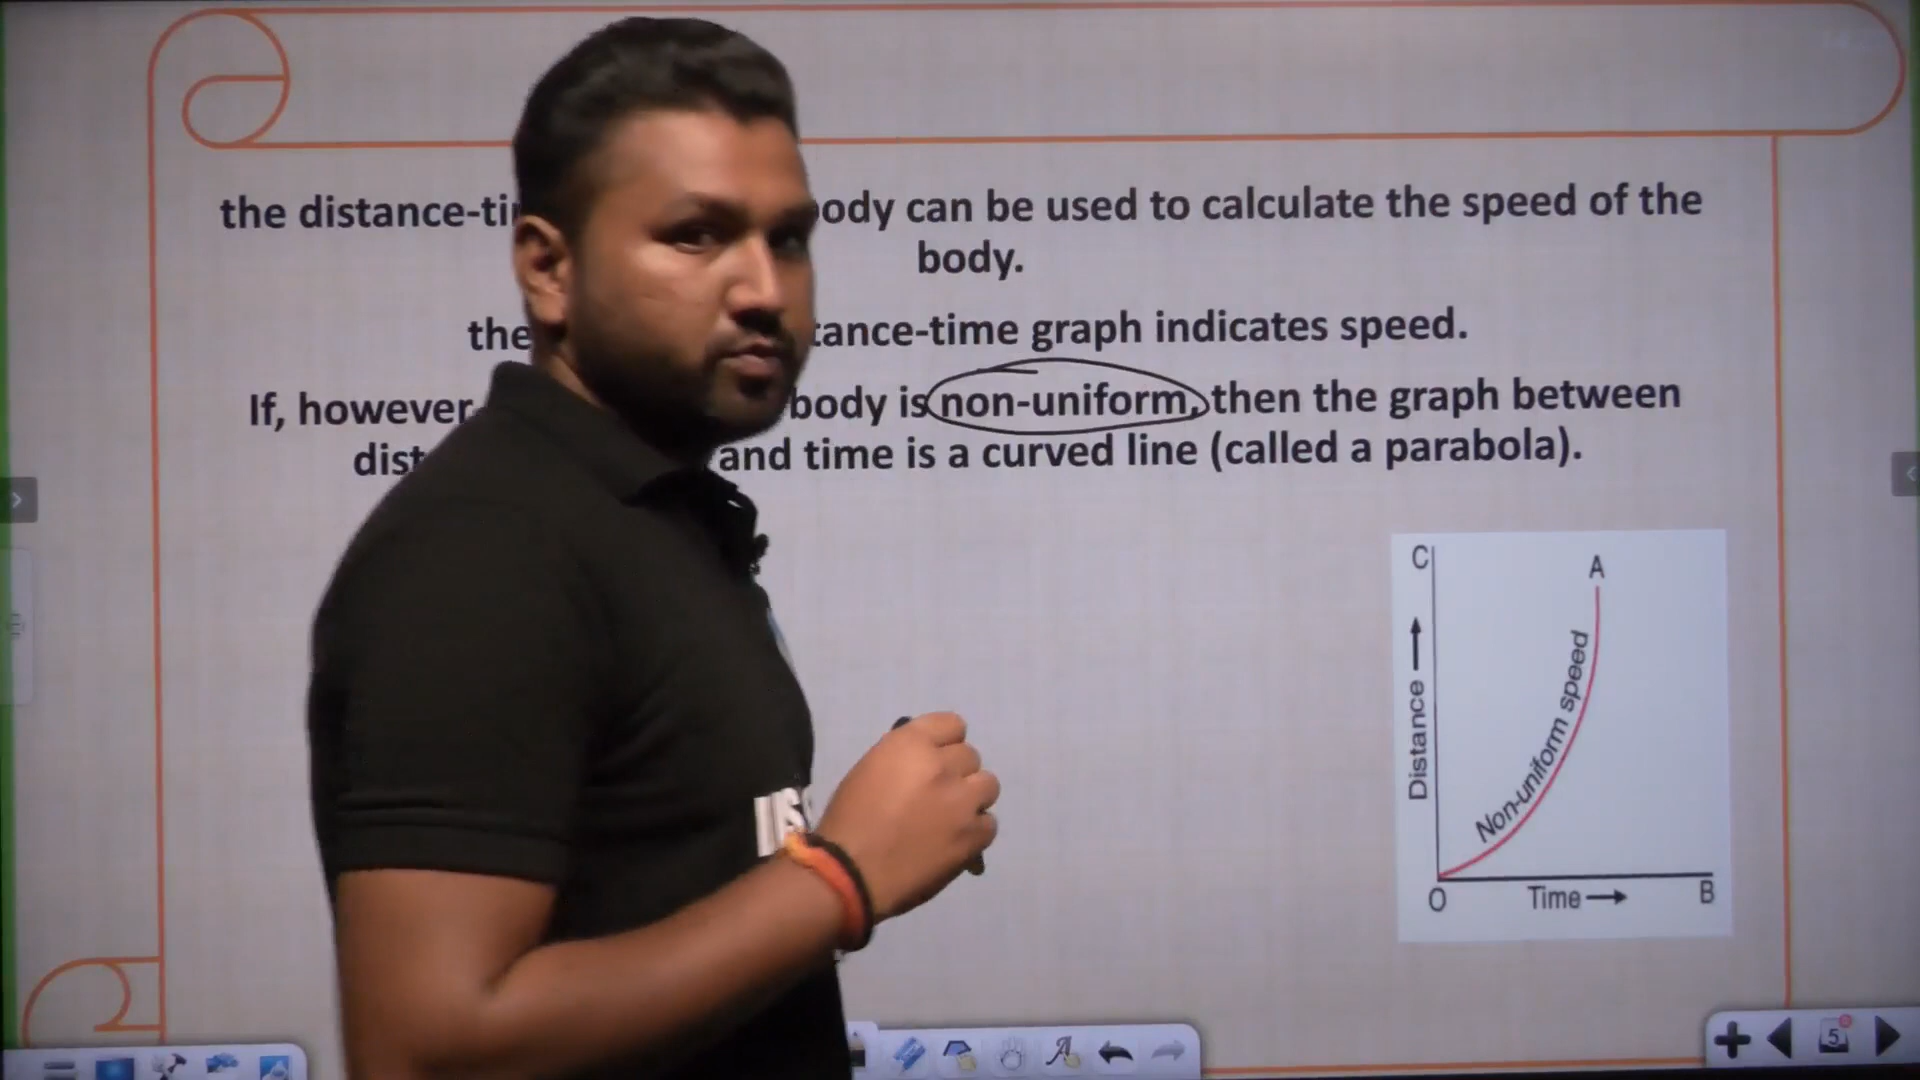 the distance-ti ody can be used to calculate the speed of the
body.
the tance-time graph indicates speed.
If, however body is non-uniform, then the graph between
dist and time is a curved line (called a parabola).
C
A
Distance
Non-uniform speed
O
Time
B
5